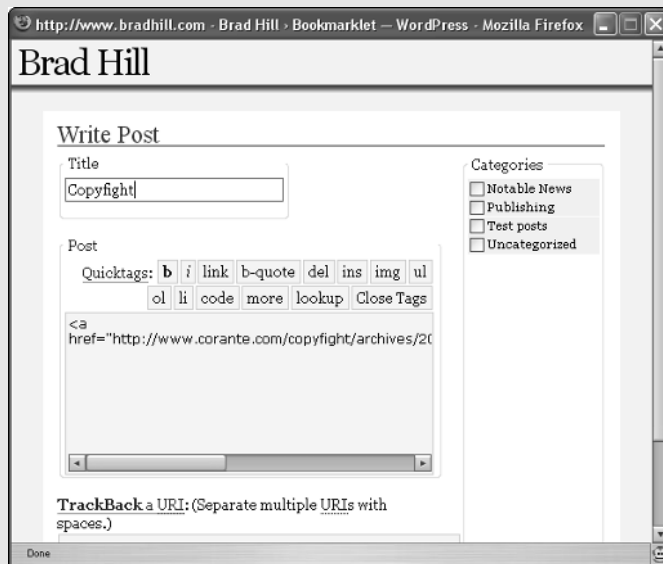 http://www.bradhill.com - Brad Hill › Bookmarklet — WordPress - Mozilla Firefox
Brad Hill
Write Post
Title
Copyfight
Categories
Notable News
Publishing
Test posts
Uncategorized
Post
Quicktags: b i link b-quote del ins img ul
ol li code more lookup Close Tags
<a
href="http://www.corante.com/copyfight/archives/20
TrackBack a URI: (Separate multiple URIs with
spaces.)
Done